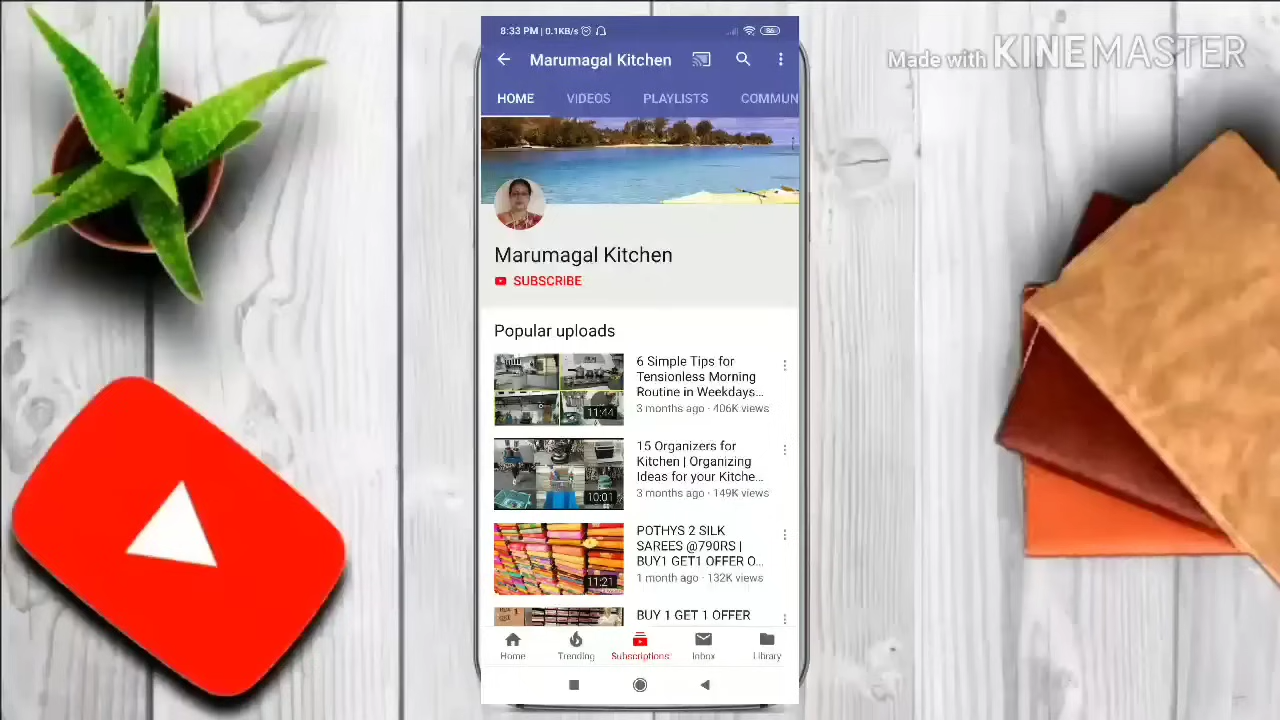 8:33 PM | 0.1KB/s
Made with KINEMASTER
Marumagal Kitchen
HOME VIDEOS PLAYLISTS COMMUN
Marumagal Kitchen
SUBSCRIBE
Popular uploads
6 Simple Tips for
Tensionless Morning
Routine in Weekdays...
3 months ago · 406K views
11:44
15 Organizers for
Kitchen | Organizing
Ideas for your Kitche...
3 months ago · 149K views
10:01
POTHYS 2 SILK
SAREES @790RS |
BUY1 GET1 OFFER O...
1 month ago · 132K views
11:21
BUY 1 GET 1 OFFER
Home Trending Subscriptions Inbox Library